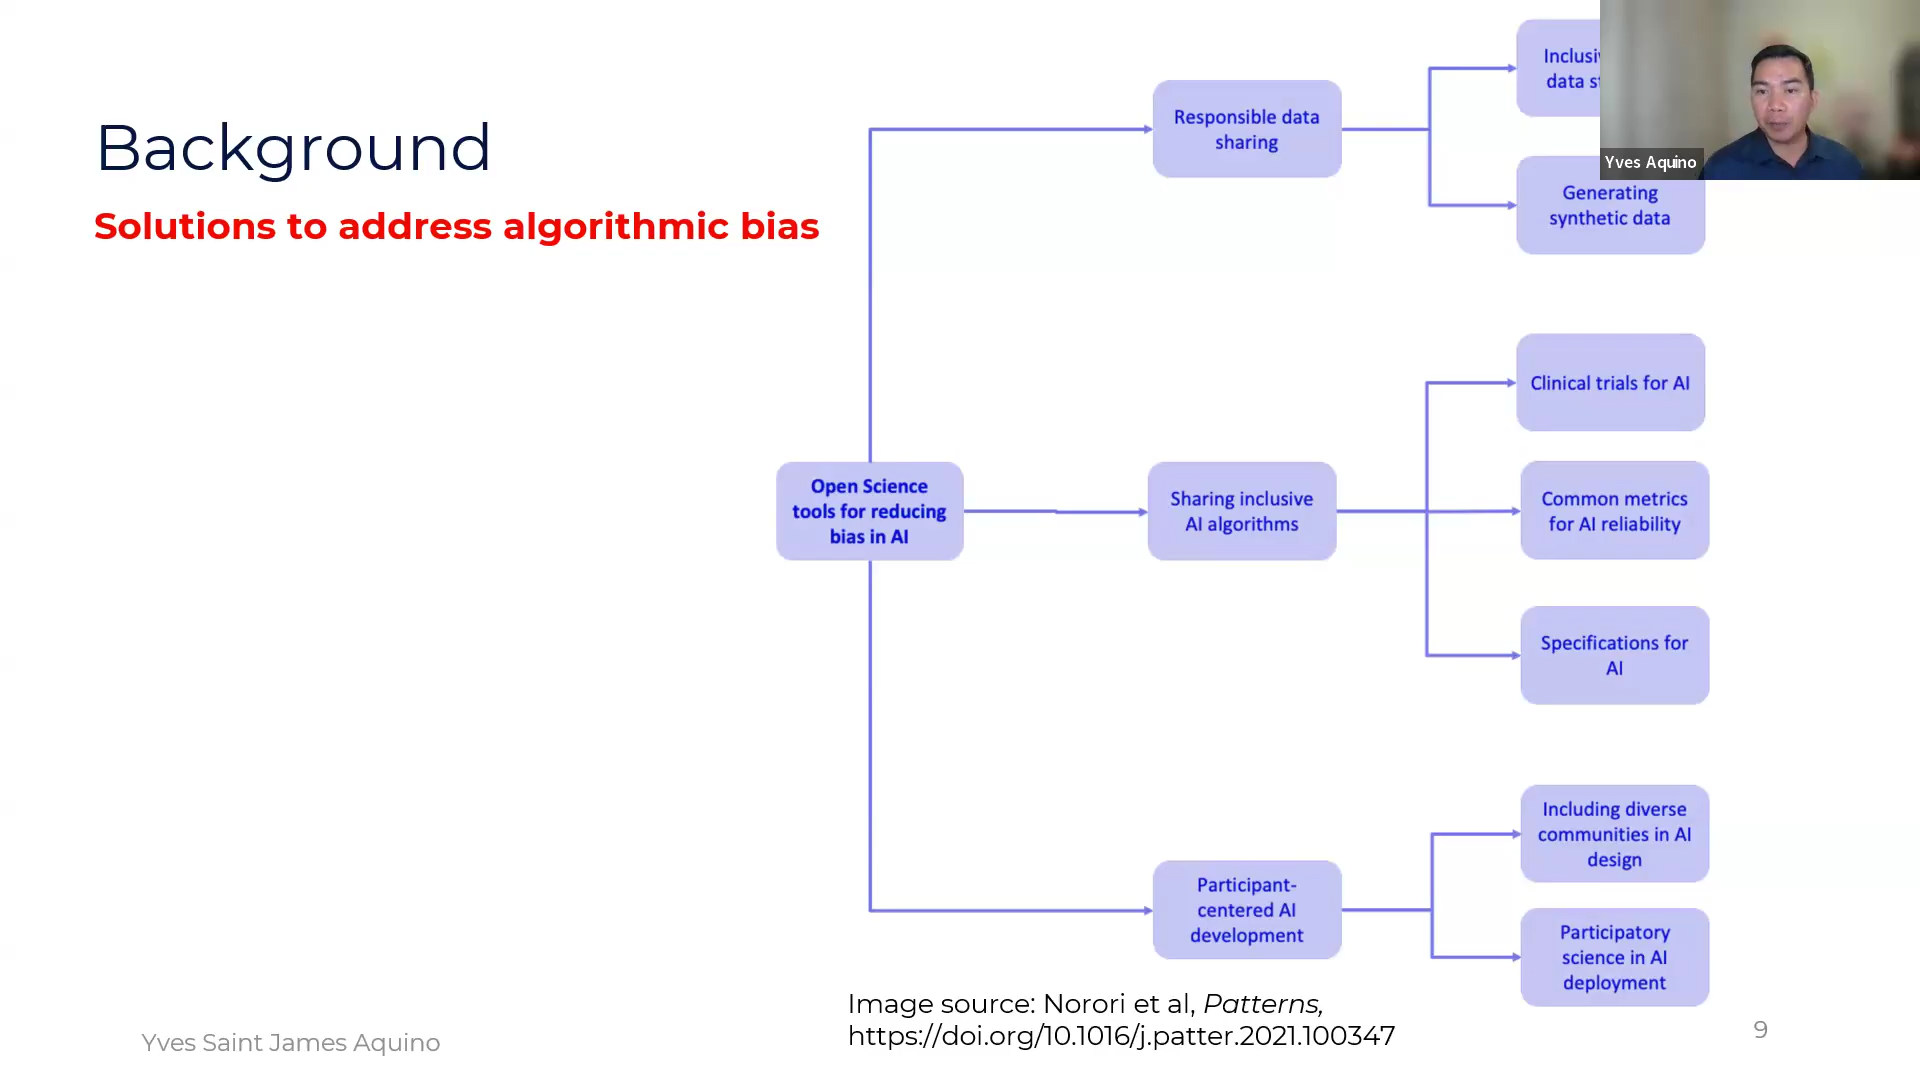 Background
Solutions to address algorithmic bias
Open Science
tools for reducing
bias in AI
Responsible data
sharing
data
Generating
synthetic data
Sharing inclusive
AI algorithms
Clinical trials for AI
Common metrics
for AI reliability
Specifications for
AI
Participant-
centered AI
development
Including diverse
communities in AI
design
Participatory
science in AI
deployment
Image source: Norori et al, Patterns,
https://doi.org/10.1016/j.patter.2021.100347
Yves Saint James Aquino
9
Yves Aquino